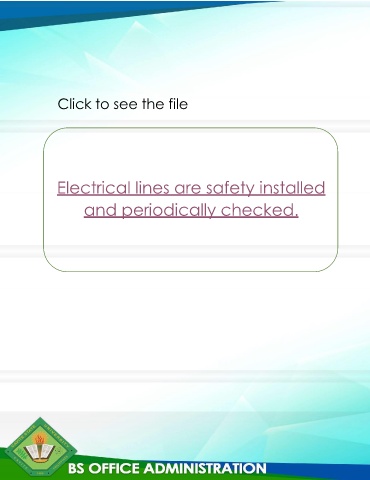 Click to see the file
Electrical lines are safety installed
and periodically checked.
BS OFFICE ADMINISTRATION